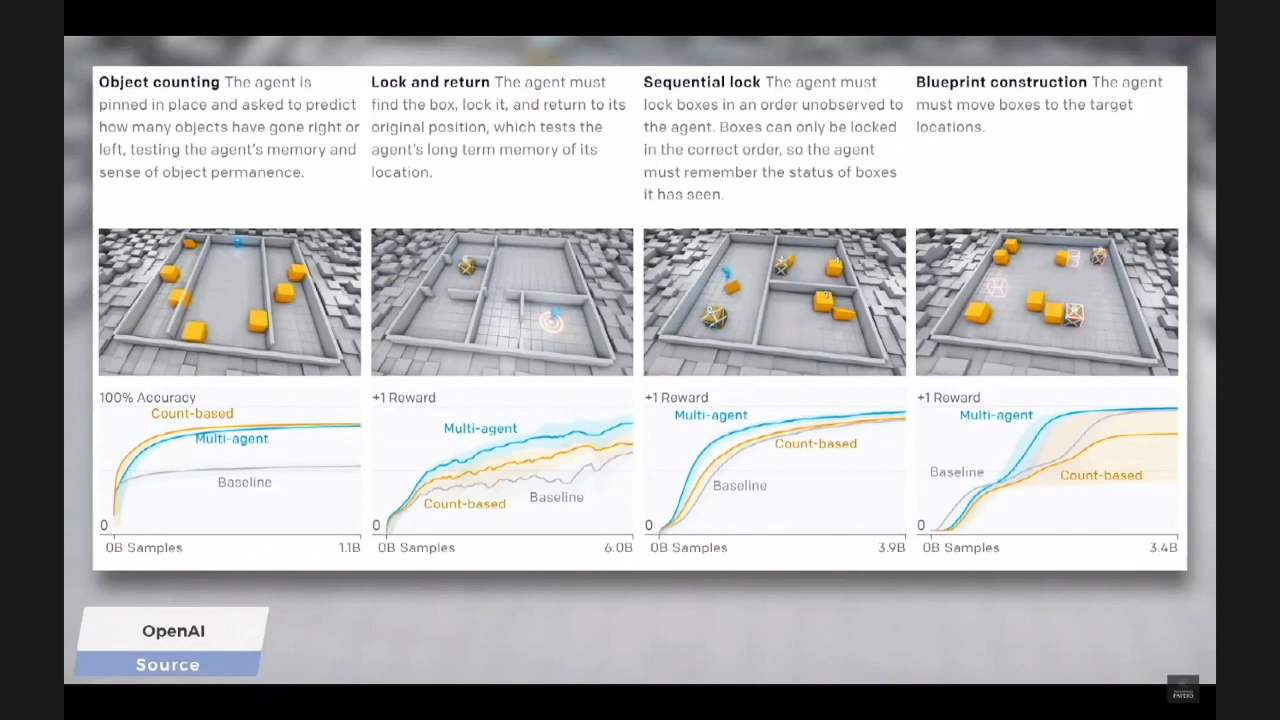 Object counting The agent is
pinned in place and asked to predict
how many objects have gone right or
left, testing the agent's memory and
sense of object permanence.
Lock and return The agent must
find the box, lock it, and return to its
original position, which tests the
agent's long term memory of its
location.
Sequential lock The agent must
lock boxes in an order unobserved to
the agent. Boxes can only be locked
in the correct order, so the agent
must remember the status of boxes
it has seen.
Blueprint construction The agent
must move boxes to the target
locations.
100% Accuracy
Count-based
Multi-agent
Baseline
0
0B Samples
1.1B
+1 Reward
Multi-agent
Count-based
Baseline
0
0B Samples
6.0B
+1 Reward
Multi-agent
Count-based
Baseline
0
0B Samples
3.9B
+1 Reward
Multi-agent
Baseline
Count-based
0
0B Samples
3.4B
OpenAI
Source
PAPERS